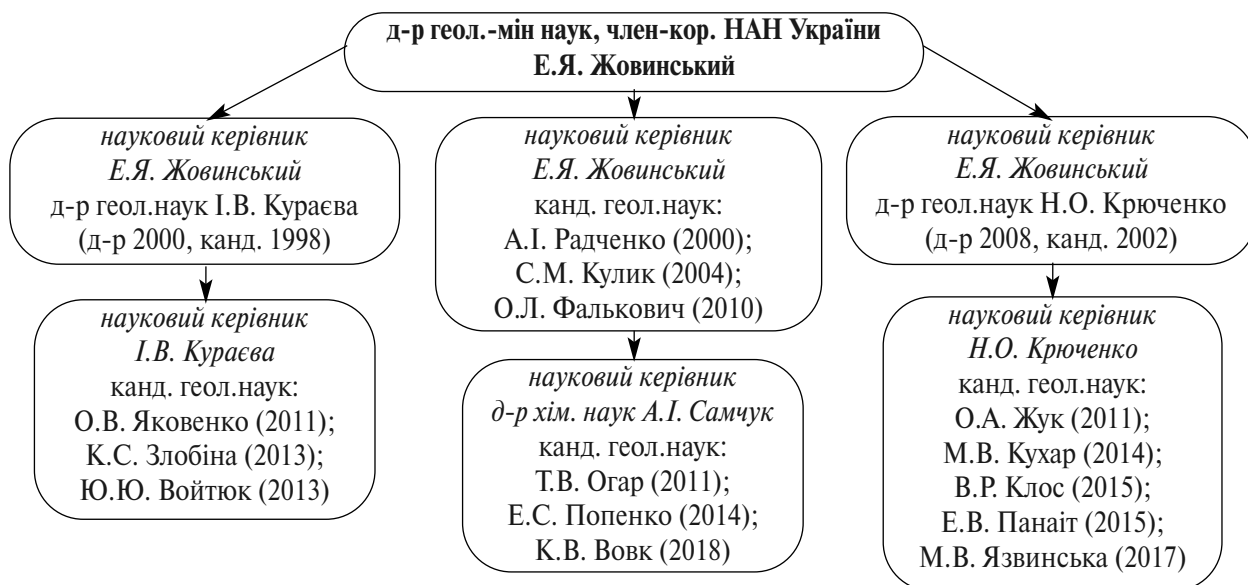 д-р геол.-мін наук, член-кор. НАН України
Е.Я. Жовинський
науковий керівник
Е.Я. Жовинський
д-р геол.наук І.В. Кураєва
(д-р 2000, канд. 1998)
науковий керівник
І.В. Кураєва
канд. геол.наук:
О.В. Яковенко (2011);
К.С. Злобіна (2013);
Ю.Ю. Войтюк (2013)
науковий керівник
Е.Я. Жовинський
канд. геол.наук:
А.І. Радченко (2000);
С.М. Кулик (2004);
О.Л. Фалькович (2010)
науковий керівник
д-р хім. наук А.І. Самчук
канд. геол.наук:
Т.В. Огар (2011);
Е.С. Попенко (2014);
К.В. Вовк (2018)
науковий керівник
Е.Я. Жовинський
д-р геол.наук Н.О. Крюченко
(д-р 2008, канд. 2002)
науковий керівник
Н.О. Крюченко
канд. геол.наук:
О.А. Жук (2011);
М.В. Кухар (2014);
В.Р. Клос (2015);
Е.В. Панаіт (2015);
М.В. Язвинська (2017)